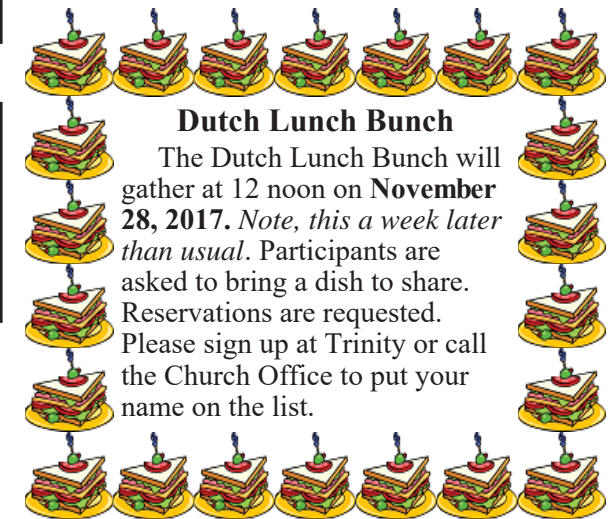 Dutch Lunch Bunch
The Dutch Lunch Bunch will
gather at 12 noon on November
28, 2017. Note, this a week later
than usual. Participants are
asked to bring a dish to share.
Reservations are requested.
Please sign up at Trinity or call
the Church Office to put your
name on the list.